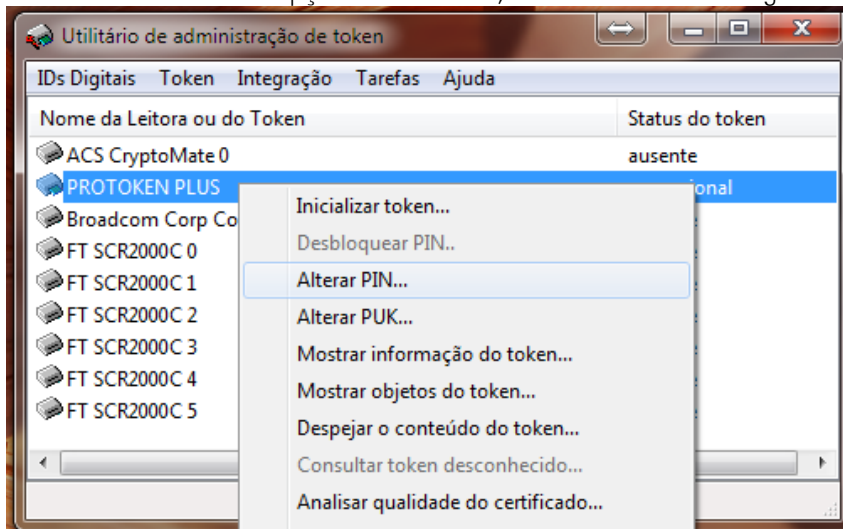 Utilitário de administração de token
IDs Digitais Token Integração Tarefas Ajuda
Nome da Leitora ou do Token Status do token
ACS CryptoMate 0 ausente
PROTOKEN PLUS
Broadcom Corp Co
FT SCR2000C 0
FT SCR2000C 1
FT SCR2000C 2
FT SCR2000C 3
FT SCR2000C 4
FT SCR2000C 5
Inicializar token...
Desbloquear PIN..
Alterar PIN...
Alterar PUK...
Mostrar informação do token...
Mostrar objetos do token...
Despejar o conteúdo do token...
Consultar token desconhecido...
Analisar qualidade do certificado...